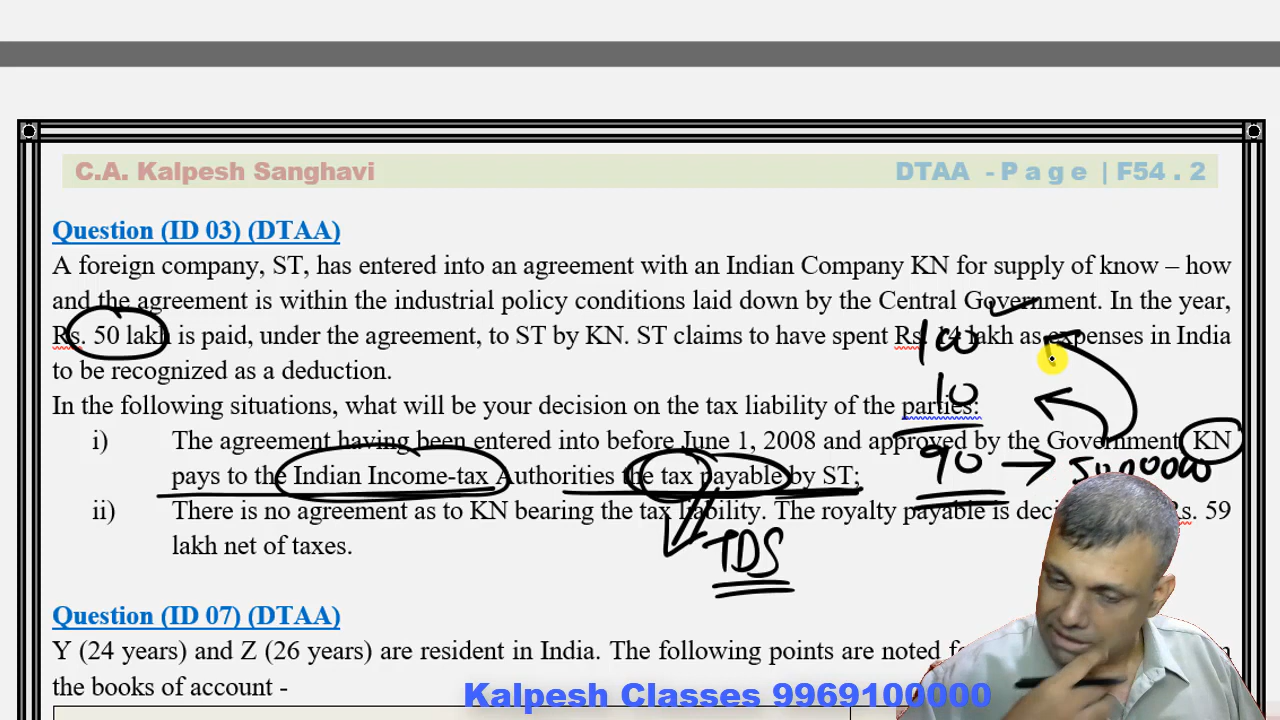 C.A. Kalpesh Sanghavi
DTAA - Page | F54 . 2
Question (ID 03) (DTAA)
A foreign company, ST, has entered into an agreement with an Indian Company KN for supply of know – how
and the agreement is within the industrial policy conditions laid down by the Central Government. In the year,
Rs. 50 lakh is paid, under the agreement, to ST by KN. ST claims to have spent Rs. 14 lakh as expenses in India
to be recognized as a deduction.
100
10
In the following situations, what will be your decision on the tax liability of the parties:
i) The agreement having been entered into before June 1, 2008 and approved by the Government, KN
90
pays to the Indian Income-tax Authorities the tax payable by ST;
ii) There is no agreement as to KN bearing the tax liability. The royalty payable is Rs. 59
lakh net of taxes.
TDS
Question (ID 07) (DTAA)
Y (24 years) and Z (26 years) are resident in India. The following points are noted
the books of account -
Kalpesh Classes 9969100000